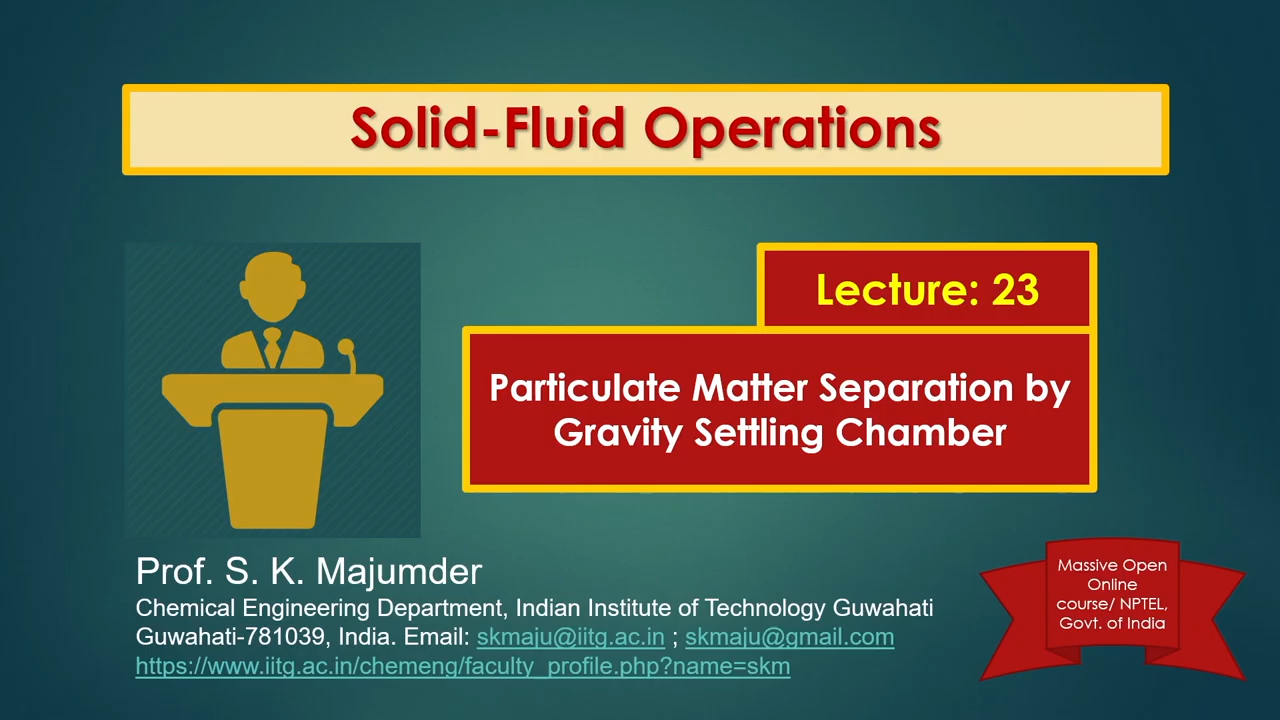 Solid-Fluid Operations
Lecture: 23
Particulate Matter Separation by
Gravity Settling Chamber
Prof. S. K. Majumder
Chemical Engineering Department, Indian Institute of Technology Guwahati
Guwahati-781039, India. Email: skmaju@iitg.ac.in ; skmaju@gmail.com
https://www.iitg.ac.in/chemeng/faculty_profile.php?name=skm
Massive Open
Online
course/ NPTEL,
Govt. of India